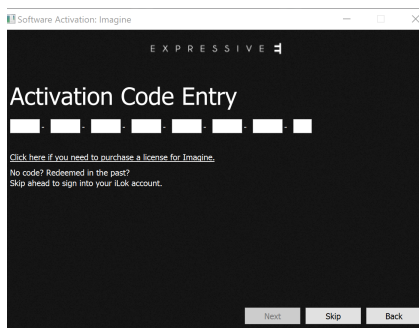 Software Activation: Imagine
EXPRESSIVE E
Activation Code Entry
- - - - - - -
Click here if you need to purchase a license for Imagine.
No code? Redeemed in the past?
Skip ahead to sign into your iLok account.
Next Skip Back